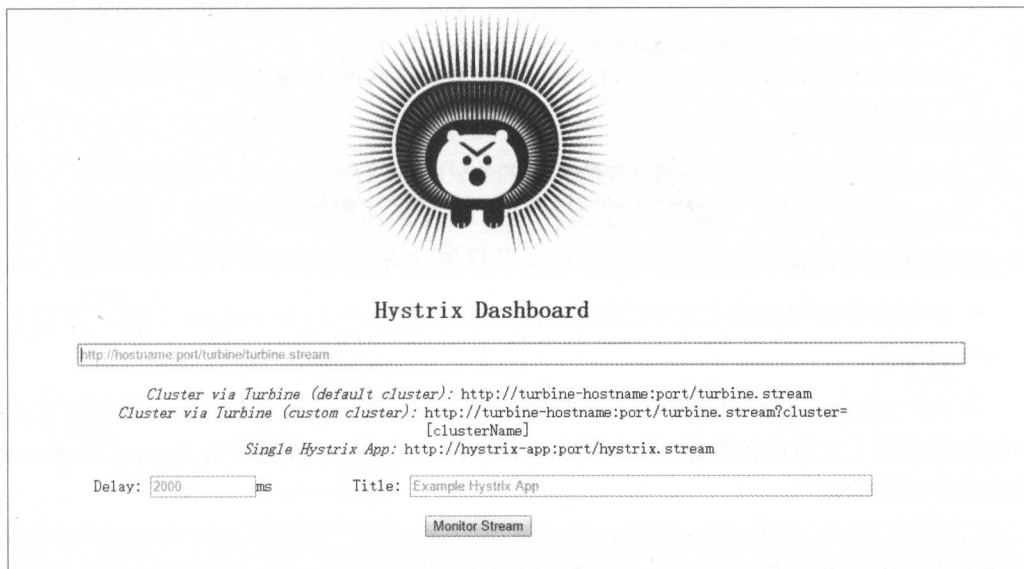 Hystrix Dashboard
http://hostname:port/turbine/turbine.stream
Cluster via Turbine (default cluster): http://turbine-hostname:port/turbine.stream
Cluster via Turbine (custom cluster): http://turbine-hostname:port/turbine.stream?cluster=
[clusterName]
Single Hystrix App: http://hystrix-app:port/hystrix.stream
Delay: 2000 ms Title: Example Hystrix App
Monitor Stream